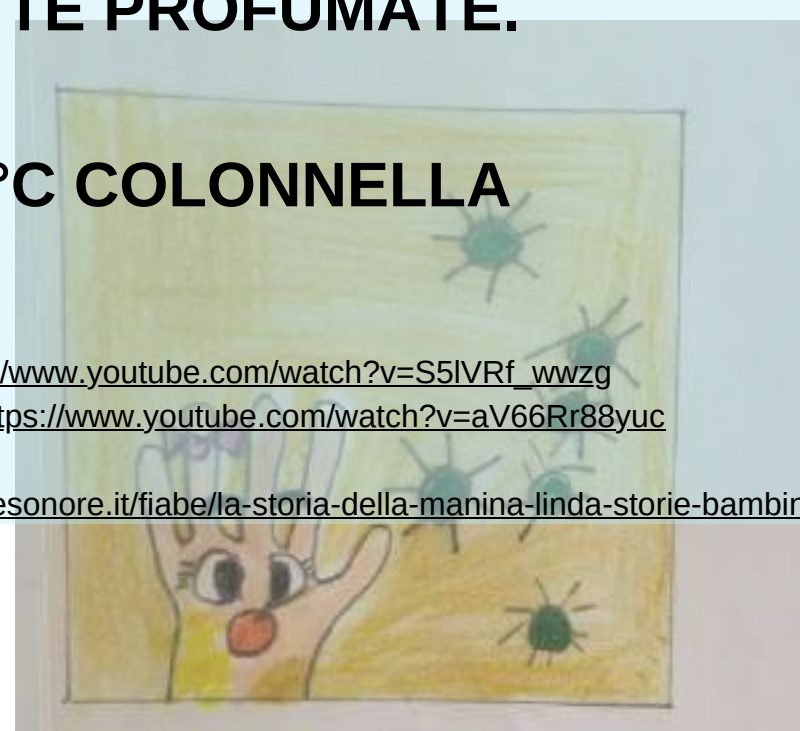 TE PROFUMATE.
°C COLONNELLA
/www.youtube.com/watch?v=S5lVRf_wwzg
tps://www.youtube.com/watch?v=aV66Rr88yuc
esonore.it/fiabe/la-storia-della-manina-linda-storie-bambin